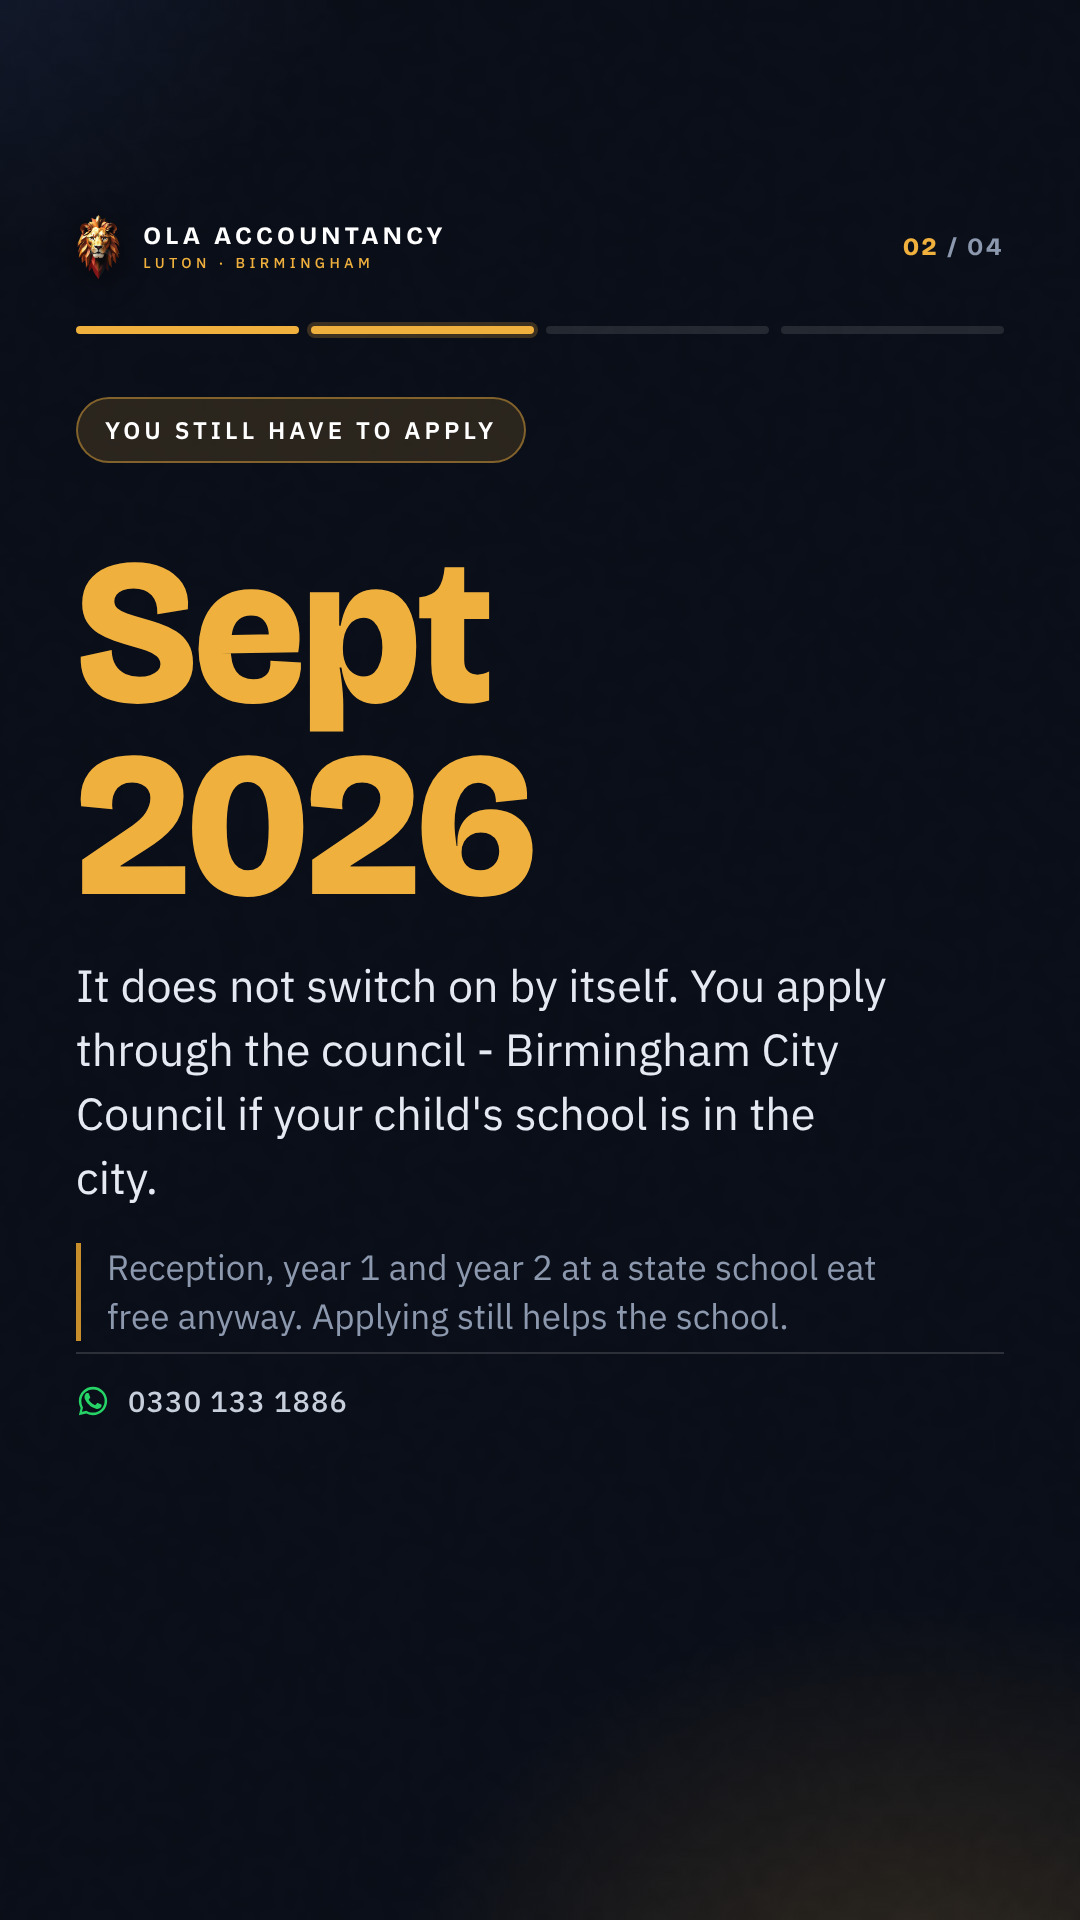 OLA ACCOUNTANCY
LUTON · BIRMINGHAM
02 / 04
YOU STILL HAVE TO APPLY
Sept
2026
It does not switch on by itself. You apply
through the council - Birmingham City
Council if your child's school is in the
city.
Reception, year 1 and year 2 at a state school eat
free anyway. Applying still helps the school.
0330 133 1886